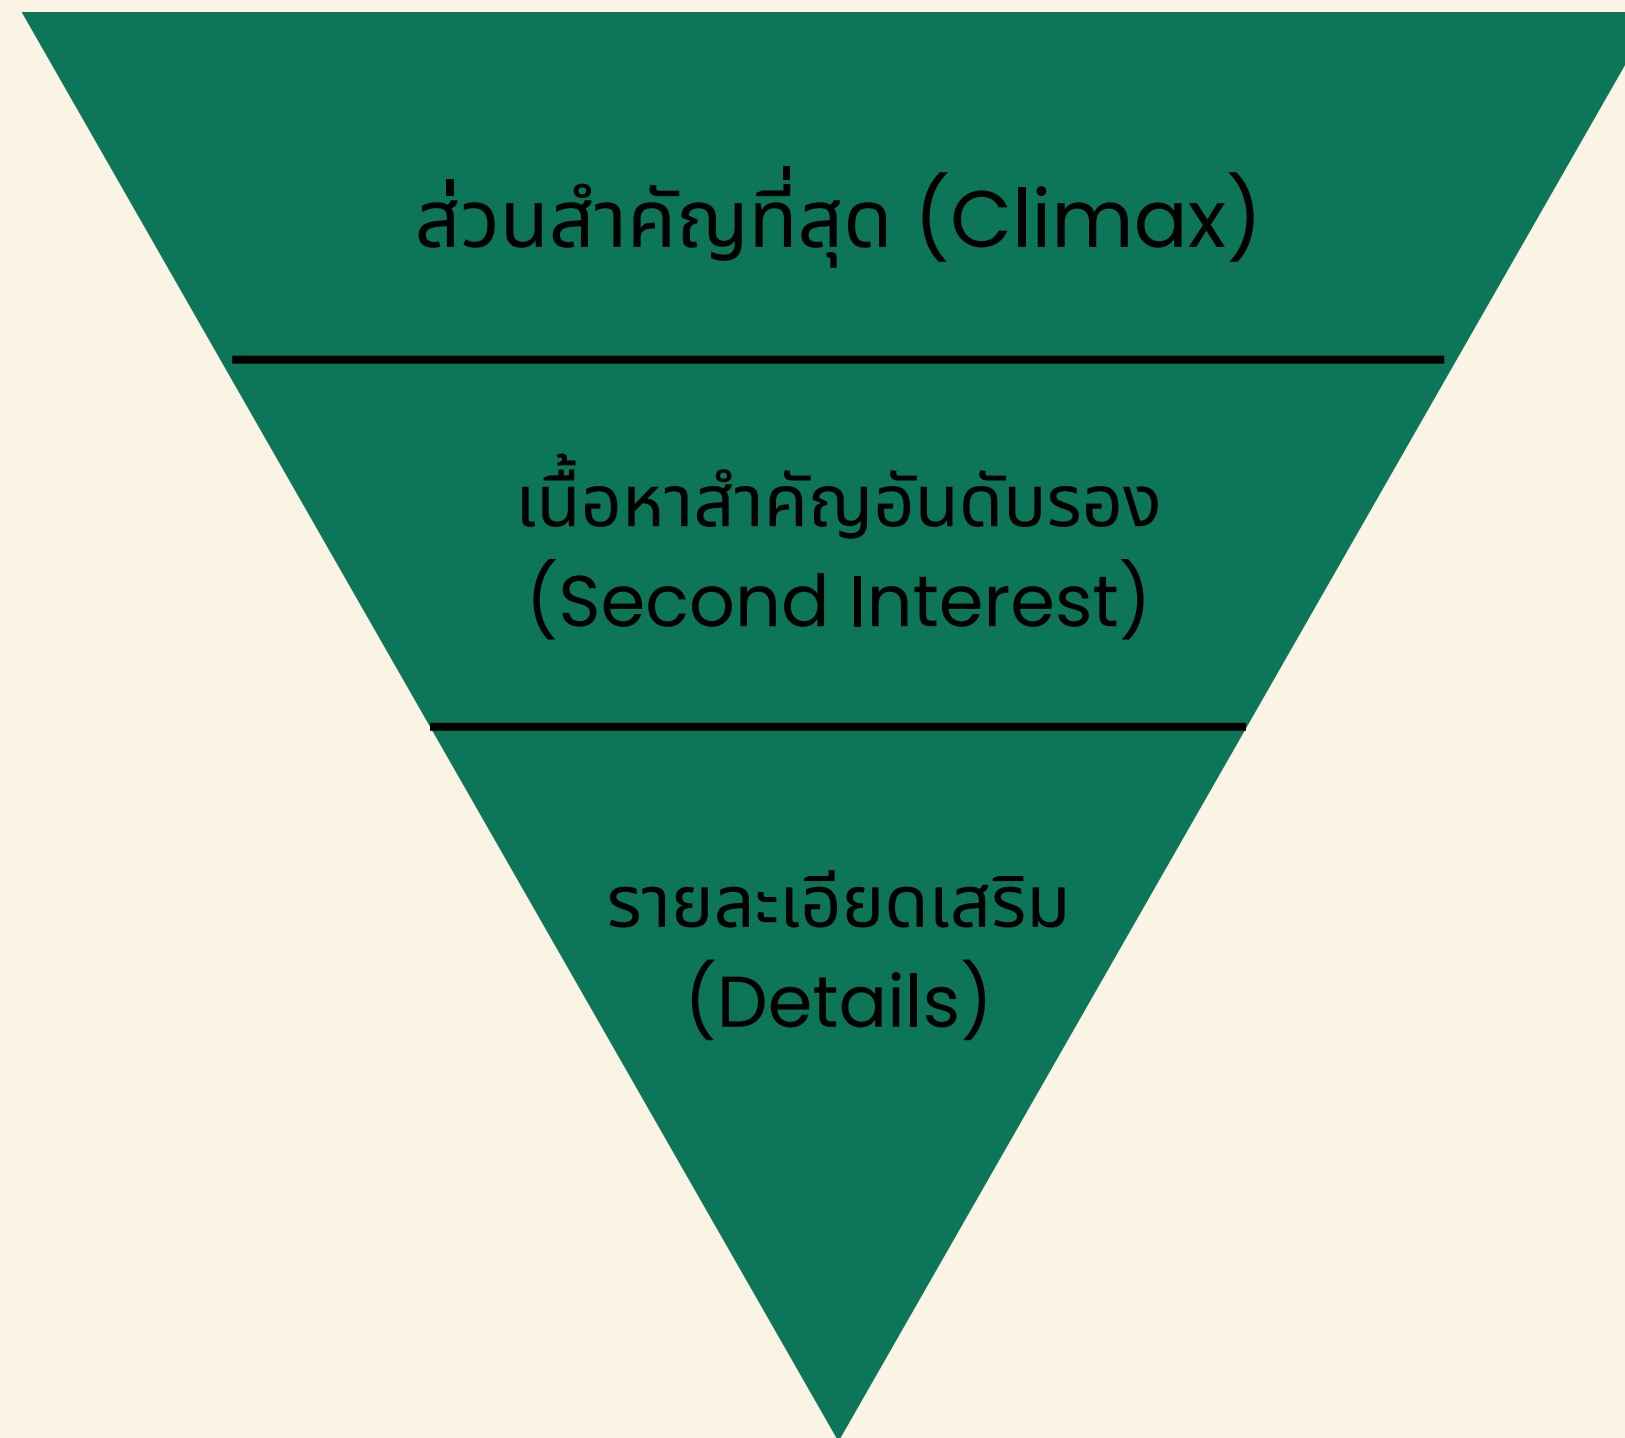 ส่วนสำคัญที่สุด (Climax)
เนื้อหาสำคัญอันดับรอง
(Second Interest)
รายละเอียดเสริม
(Details)